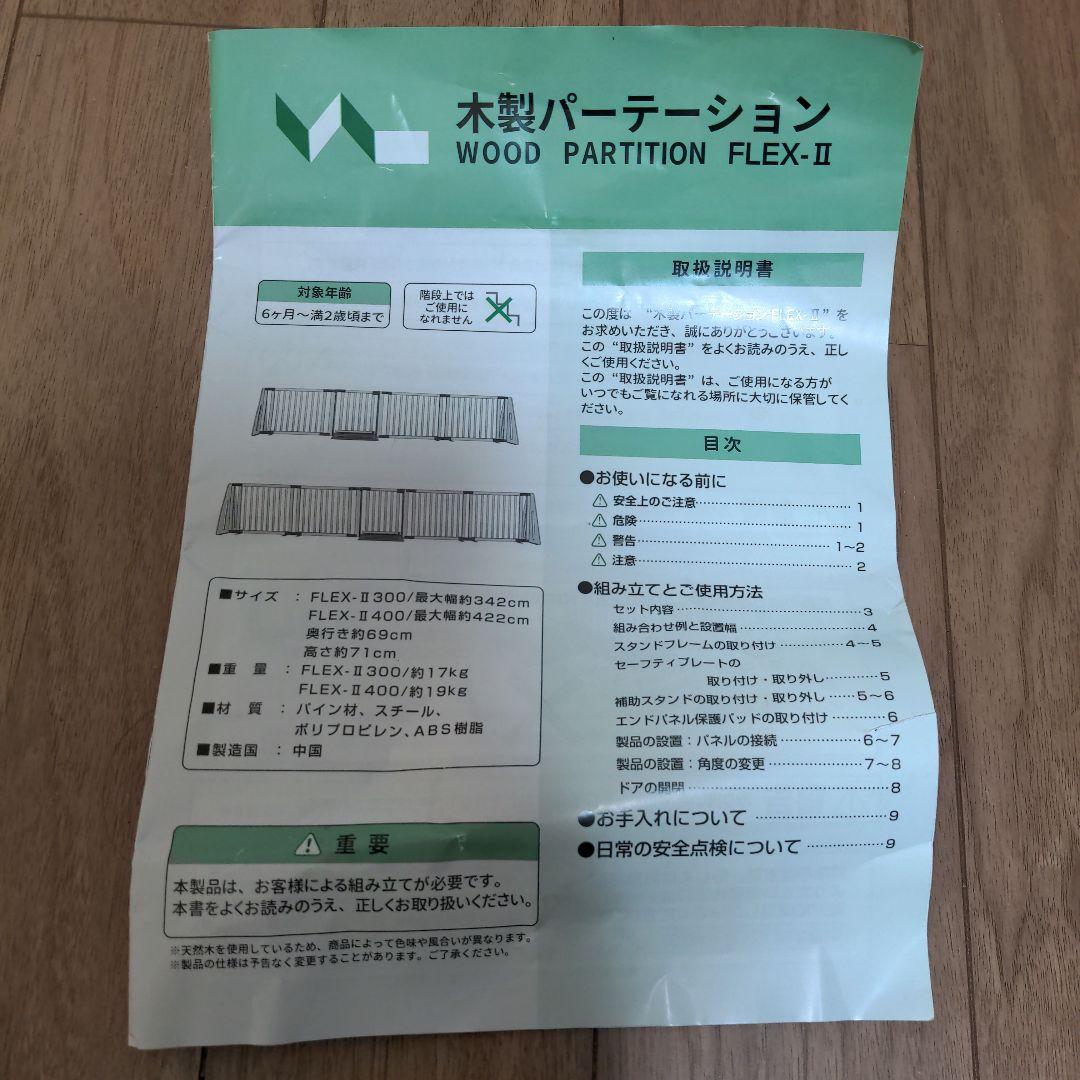 木製パーテーション
WOOD PARTITION FLEX-Ⅱ
対象年齢
6ヶ月～満2歳頃まで
階段上では
ご使用に
なれません
■サイズ ： FLEX-Ⅱ300/最大幅約342cm
FLEX-Ⅱ400/最大幅約422cm
奥行き約69cm
高さ約71cm
■重 量 ： FLEX-Ⅱ300/約17kg
FLEX-Ⅱ400/約19kg
■材 質 ： パイン材、スチール、
ポリプロピレン、ABS樹脂
■製造国 ： 中国
重要
本製品は、お客様による組み立てが必要です。
本書をよくお読みのうえ、正しくお取り扱いください。
※天然木を使用しているため、商品によって色味や風合いが異なります。
※製品の仕様は予告なく変更することがあります。ご了承ください。
取扱説明書
この度は “木製パーテーションFLEX-Ⅱ” を
お求めいただき、誠にありがとうございます。
この “取扱説明書” をよくお読みのうえ、正し
くご使用ください。
この “取扱説明書” は、ご使用になる方が
いつでもご覧になれる場所に大切に保管してく
ださい。
目次
●お使いになる前に
安全上のご注意……………………… 1
危険……………………………… 1
警告……………………………… 1～2
注意……………………………… 2
●組み立てとご使用方法
セット内容………………………… 3
組み合わせ例と設置幅……………… 4
スタンドフレームの取り付け………… 4～5
セーフティプレートの
取り付け・取り外し……… 5
補助スタンドの取り付け・取り外し…… 5～6
エンドパネル保護パッドの取り付け……… 6
製品の設置：パネルの接続………… 6～7
製品の設置：角度の変更…………… 7～8
ドアの開閉………………………… 8
●お手入れについて ……………… 9
●日常の安全点検について ………… 9